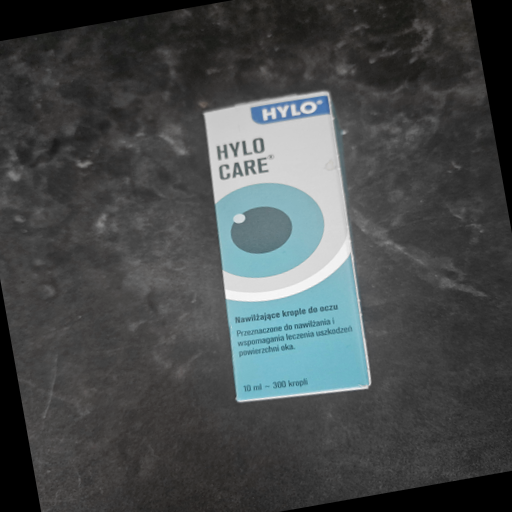 HYLO®
HYLO
CARE®
Nawilżające krople do oczu
Przeznaczone do nawilżania i
wspomagania leczenia uszkodzeń
powierzchni oka.
10 ml – 300 kropli